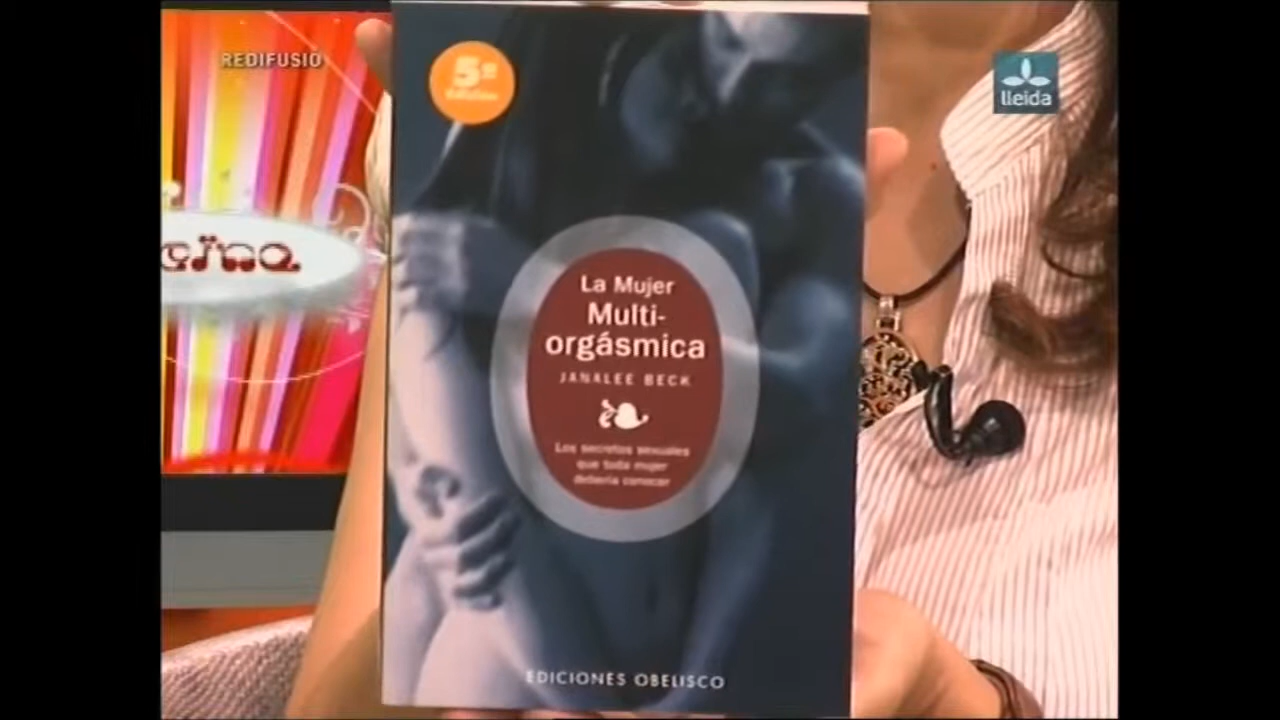 REDIFUSIO
lleida
5ª
edición
La Mujer
Multi-
orgásmica
JANALEE BECK
Los secretos sexuales
que toda mujer
debería conocer
EDICIONES OBELISCO